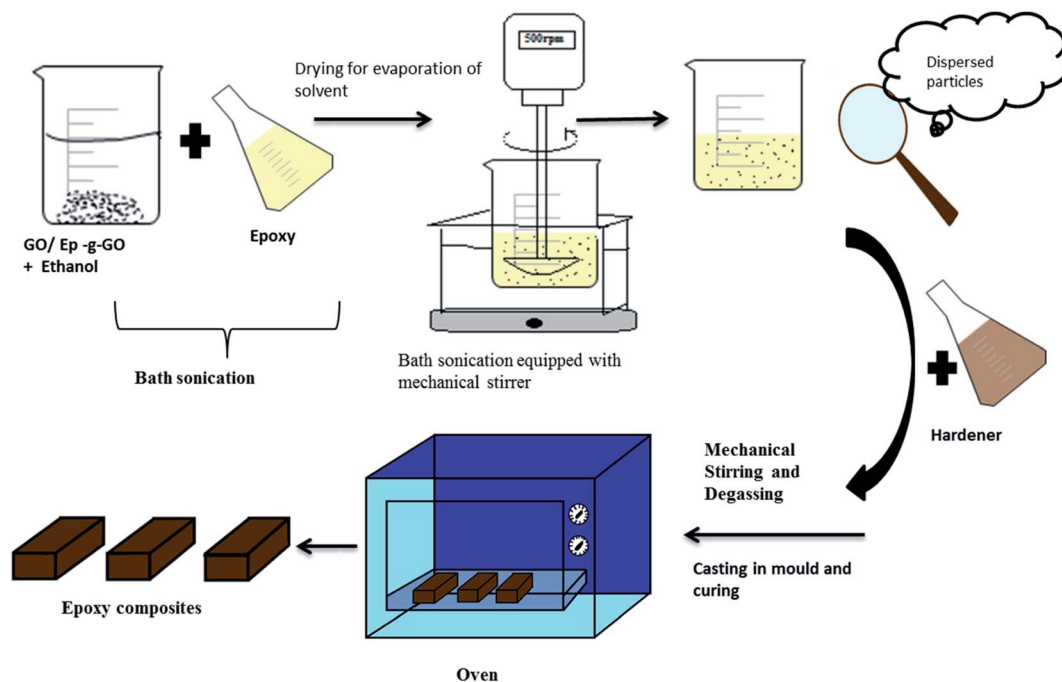 500rpm
Dispersed
particles
Drying for evaporation of
solvent
GO/ Ep -g-GO
+ Ethanol
Epoxy
Bath sonication
Bath sonication equipped with
mechanical stirrer
Hardener
Mechanical
Stirring and
Degassing
Casting in mould and
curing
Epoxy composites
Oven